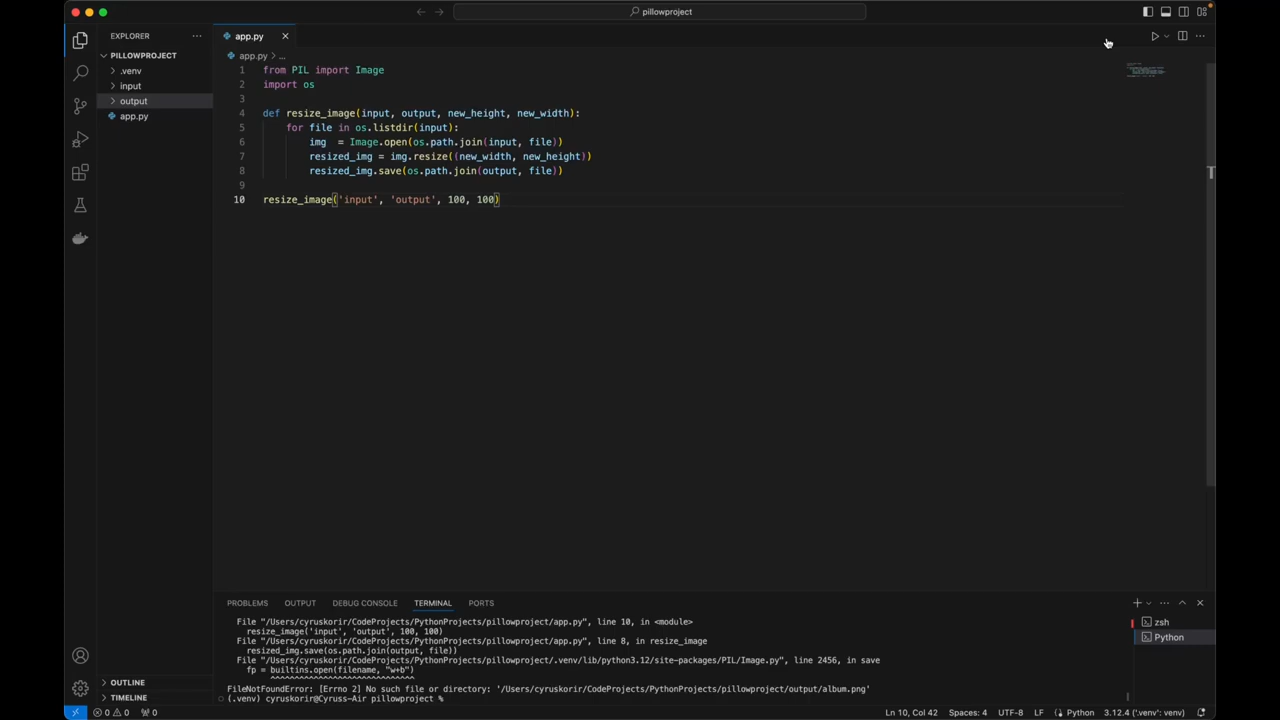 pillowproject
EXPLORER
app.py
PILLOWPROJECT
.venv
input
output
app.py
app.py > ...
1 from PIL import Image
2 import os
3
4 def resize_image(input, output, new_height, new_width):
5 for file in os.listdir(input):
6 img  = Image.open(os.path.join(input, file))
7 resized_img = img.resize((new_width, new_height))
8 resized_img.save(os.path.join(output, file))
9
10 resize_image('input', 'output', 100, 100)
PROBLEMS OUTPUT DEBUG CONSOLE TERMINAL PORTS
File "/Users/cyruskorir/CodeProjects/PythonProjects/pillowproject/app.py", line 10, in <module>
resize_image('input', 'output', 100, 100)
File "/Users/cyruskorir/CodeProjects/PythonProjects/pillowproject/app.py", line 8, in resize_image
resized_img.save(os.path.join(output, file))
File "/Users/cyruskorir/CodeProjects/PythonProjects/pillowproject/.venv/lib/python3.12/site-packages/PIL/Image.py", line 2456, in save
fp = builtins.open(filename, "w+b")
^^^^^^^^^^^^^^^^^^^^^^^^^^^^^
FileNotFoundError: [Errno 2] No such file or directory: '/Users/cyruskorir/CodeProjects/PythonProjects/pillowproject/output/album.png'
(.venv) cyruskorir@Cyruss-Air pillowproject %
zsh
Python
OUTLINE
TIMELINE
0 0 0
Ln 10, Col 42 Spaces: 4 UTF-8 LF Python 3.12.4 ('.venv': venv)